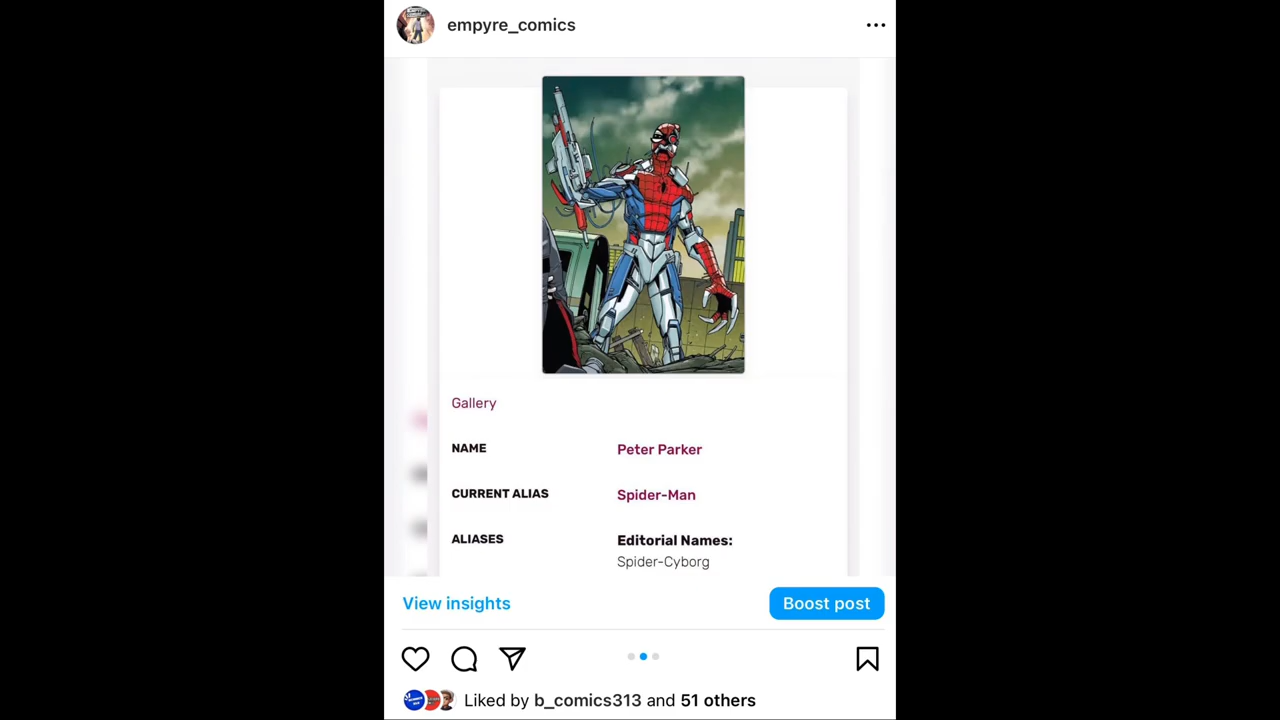 empyre_comics
Gallery
NAME Peter Parker
CURRENT ALIAS Spider-Man
ALIASES Editorial Names:
Spider-Cyborg
View insights Boost post
Liked by b_comics313 and 51 others